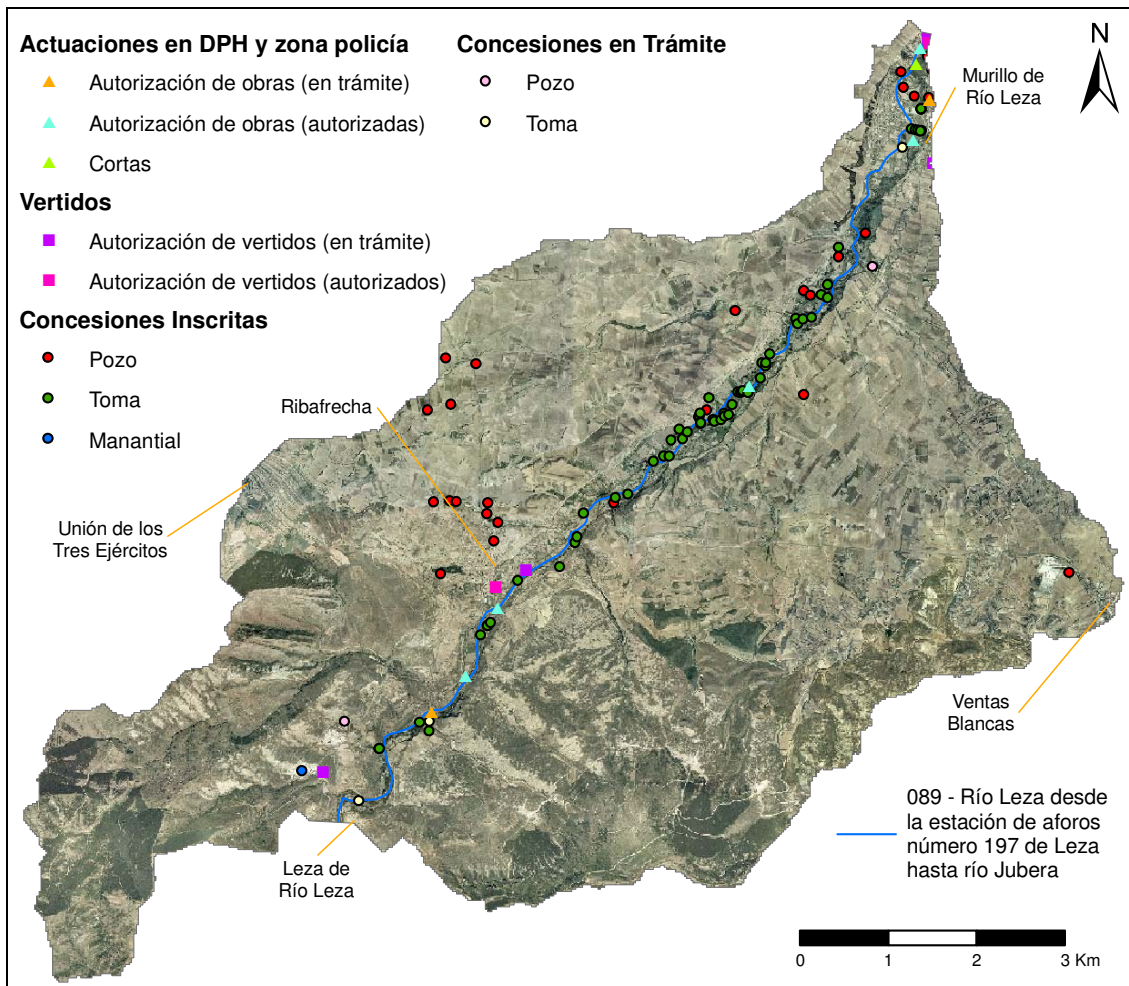 Actuaciones en DPH y zona policía
Autorización de obras (en trámite)
Autorización de obras (autorizadas)
Cortas
Vertidos
Autorización de vertidos (en trámite)
Autorización de vertidos (autorizados)
Concesiones Inscritas
Pozo
Toma
Manantial
Concesiones en Trámite
Pozo
Toma
N
Murillo de
Río Leza
Ribafrecha
Unión de los
Tres Ejércitos
Ventas
Blancas
Leza de
Río Leza
089 - Río Leza desde
la estación de aforos
número 197 de Leza
hasta río Jubera
0 1 2 3 Km